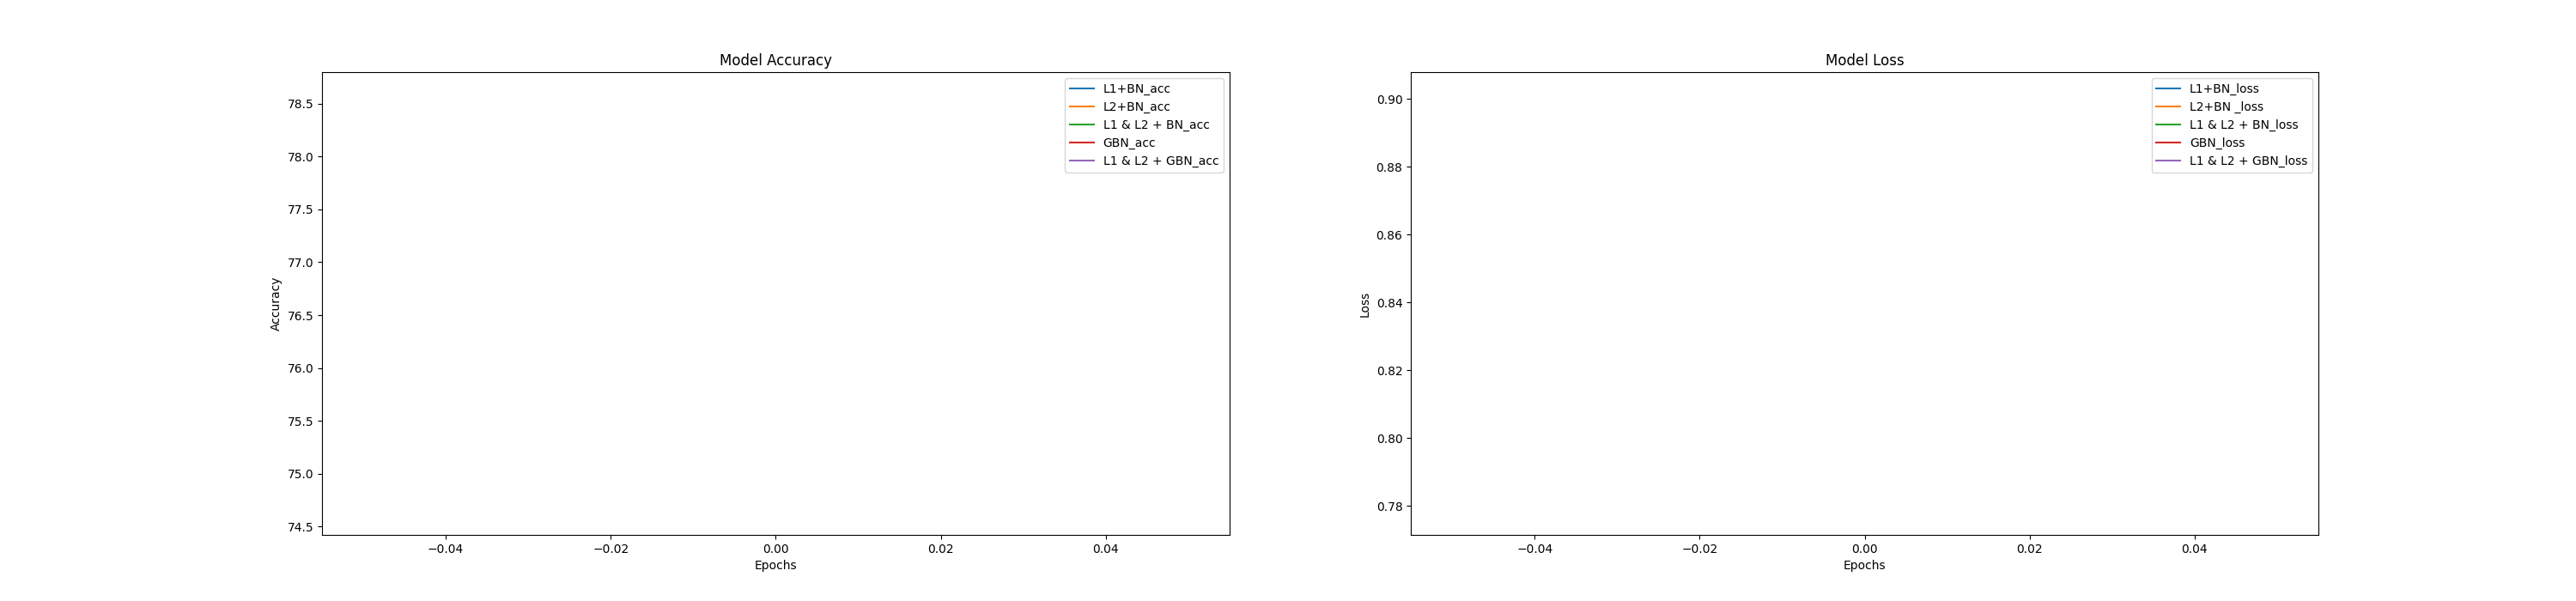 Model Accuracy
L1+BN_acc
L2+BN_acc
L1 & L2 + BN_acc
GBN_acc
L1 & L2 + GBN_acc
78.5
78.0
77.5
77.0
76.5
76.0
75.5
75.0
74.5
Accuracy
−0.04
−0.02
0.00
0.02
0.04
Epochs
Model Loss
L1+BN_loss
L2+BN _loss
L1 & L2 + BN_loss
GBN_loss
L1 & L2 + GBN_loss
0.90
0.88
0.86
0.84
0.82
0.80
0.78
Loss
−0.04
−0.02
0.00
0.02
0.04
Epochs